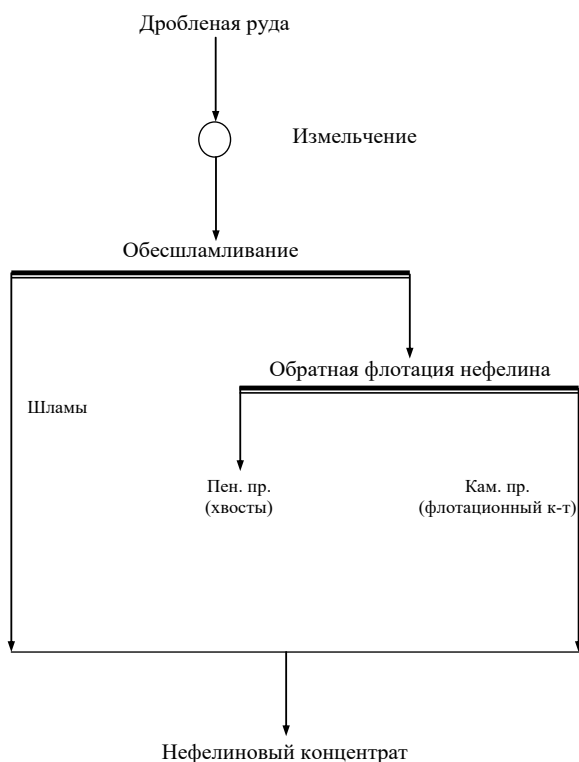 Дробленая руда
Измельчение
Обесшламливание
Обратная флотация нефелина
Шламы
Пен. пр.
(хвосты)
Кам. пр.
(флотационный к-т)
Нефелиновый концентрат